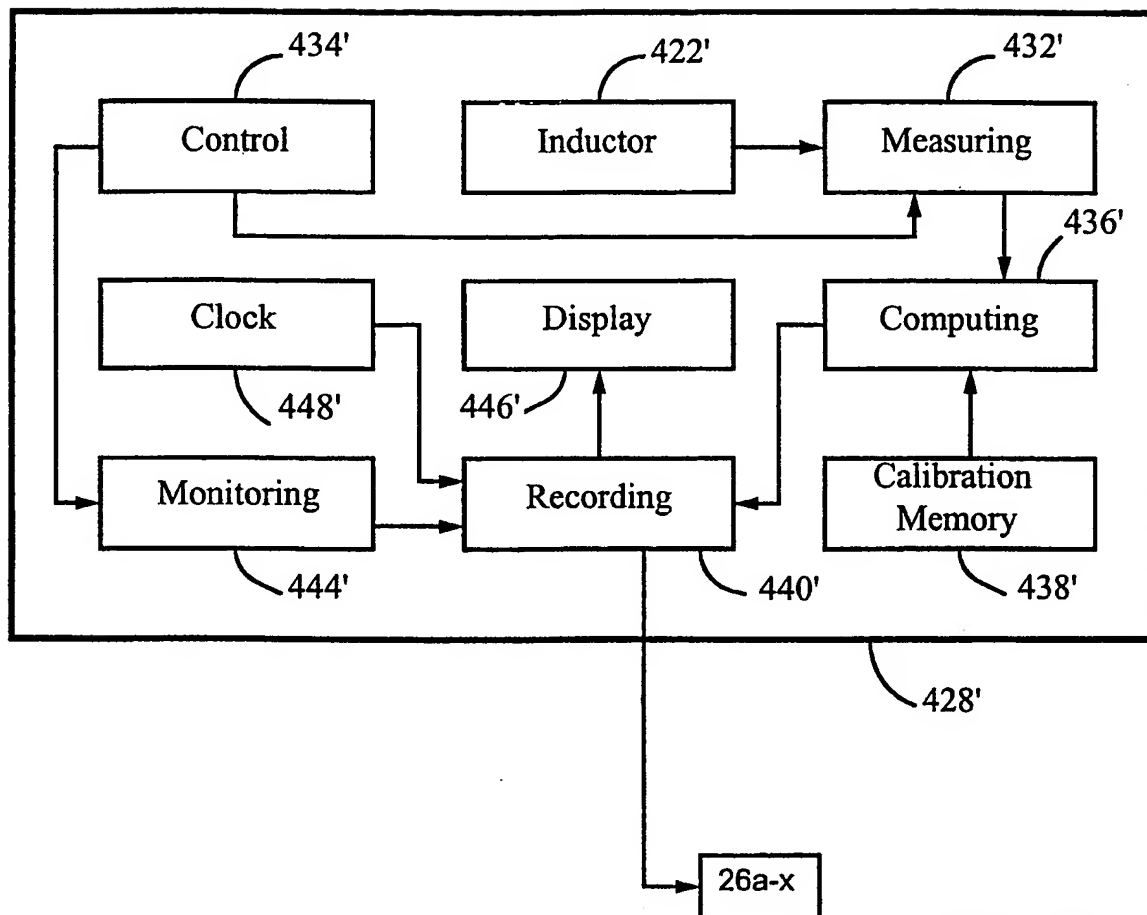 434'
422'
432'
Control
Inductor
Measuring
436'
Clock
Display
Computing
448'
446'
Monitoring
Recording
Calibration
Memory
444'
440'
438'
428'
26a-x